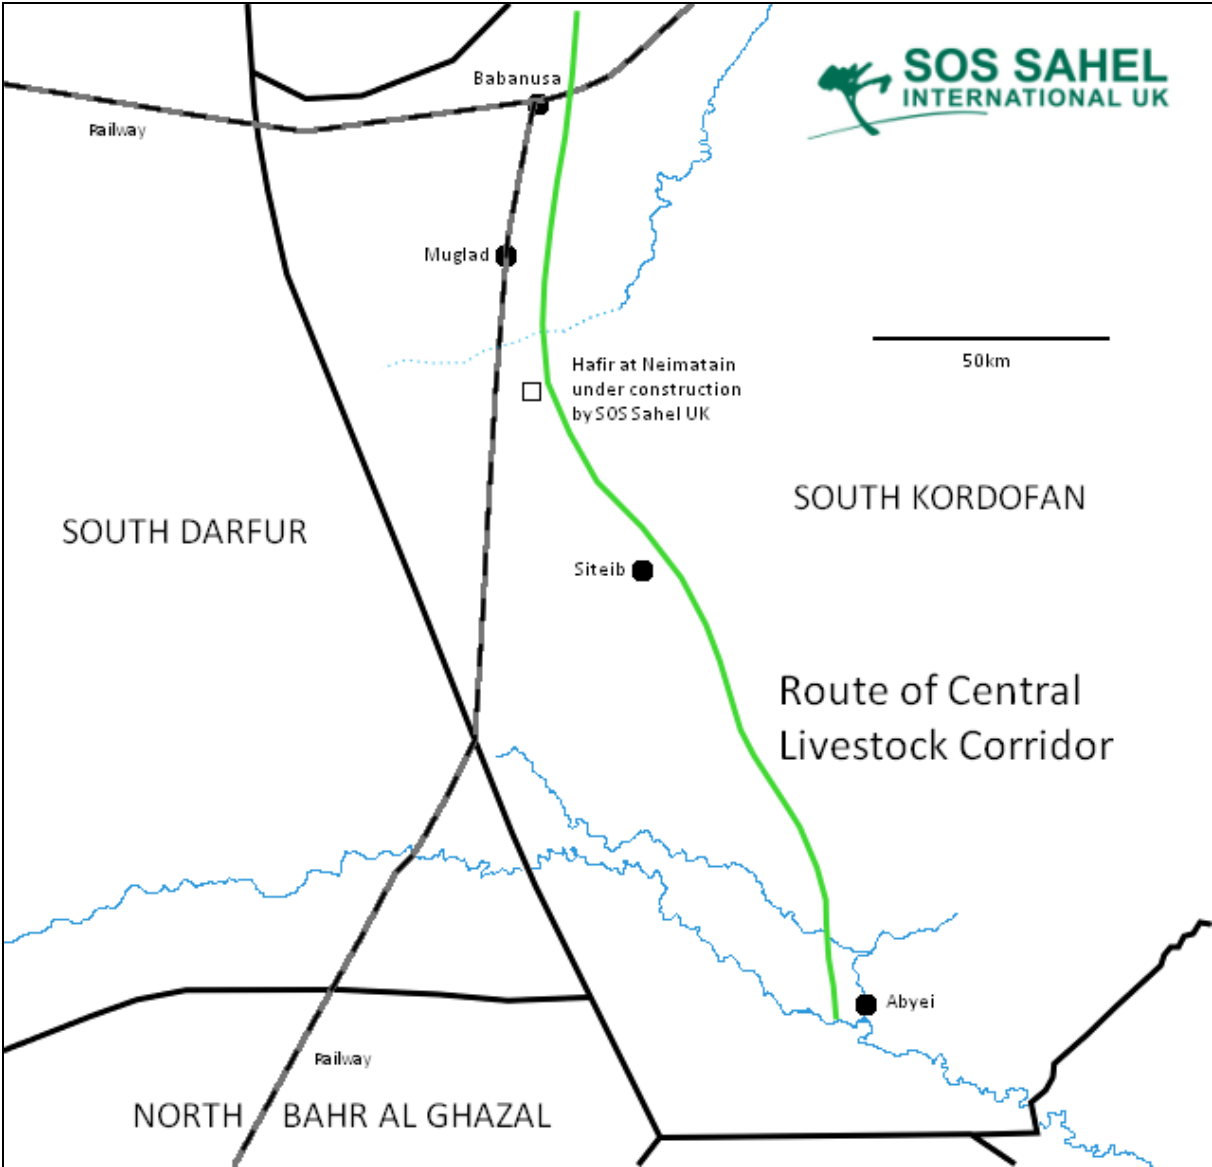 SOS SAHEL
INTERNATIONAL UK
Babanusa
Railway
Muglad
50km
Hafir at Neimatain
under construction
by SOS Sahel UK
SOUTH KORDOFAN
SOUTH DARFUR
Siteib
Route of Central
Livestock Corridor
Abyei
Railway
NORTH BAHR AL GHAZAL